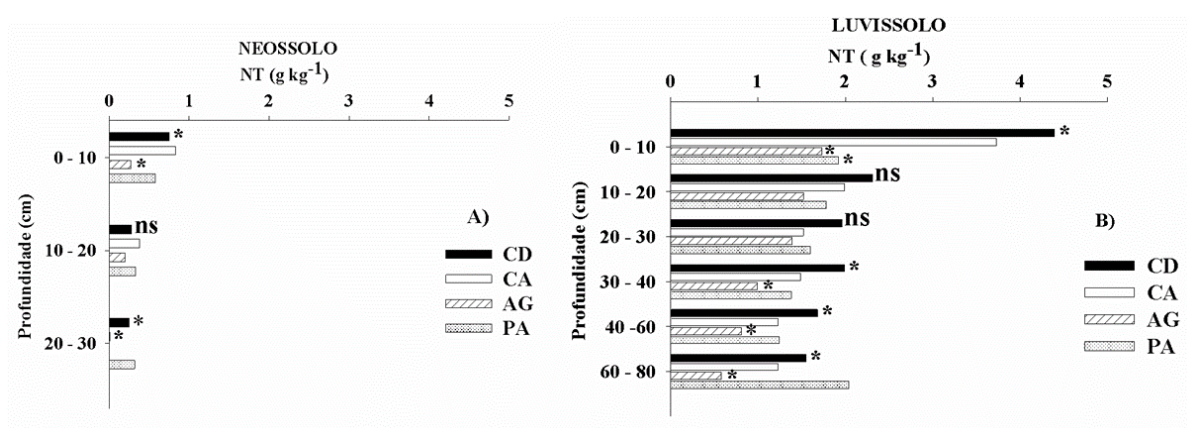 NEOSSOLO
NT (g kg-1)
0 1 2 3 4 5
Profundidade (cm)
*
0 - 10
*
ns
10 - 20
*
*
20 - 30
A)
CD
CA
AG
PA
LUVISSOLO
NT ( g kg-1)
0 1 2 3 4 5
Profundidade (cm)
*
0 - 10
*
*
ns
10 - 20
ns
20 - 30
*
30 - 40
*
*
40 -60
*
*
60 - 80
*
B)
CD
CA
AG
PA